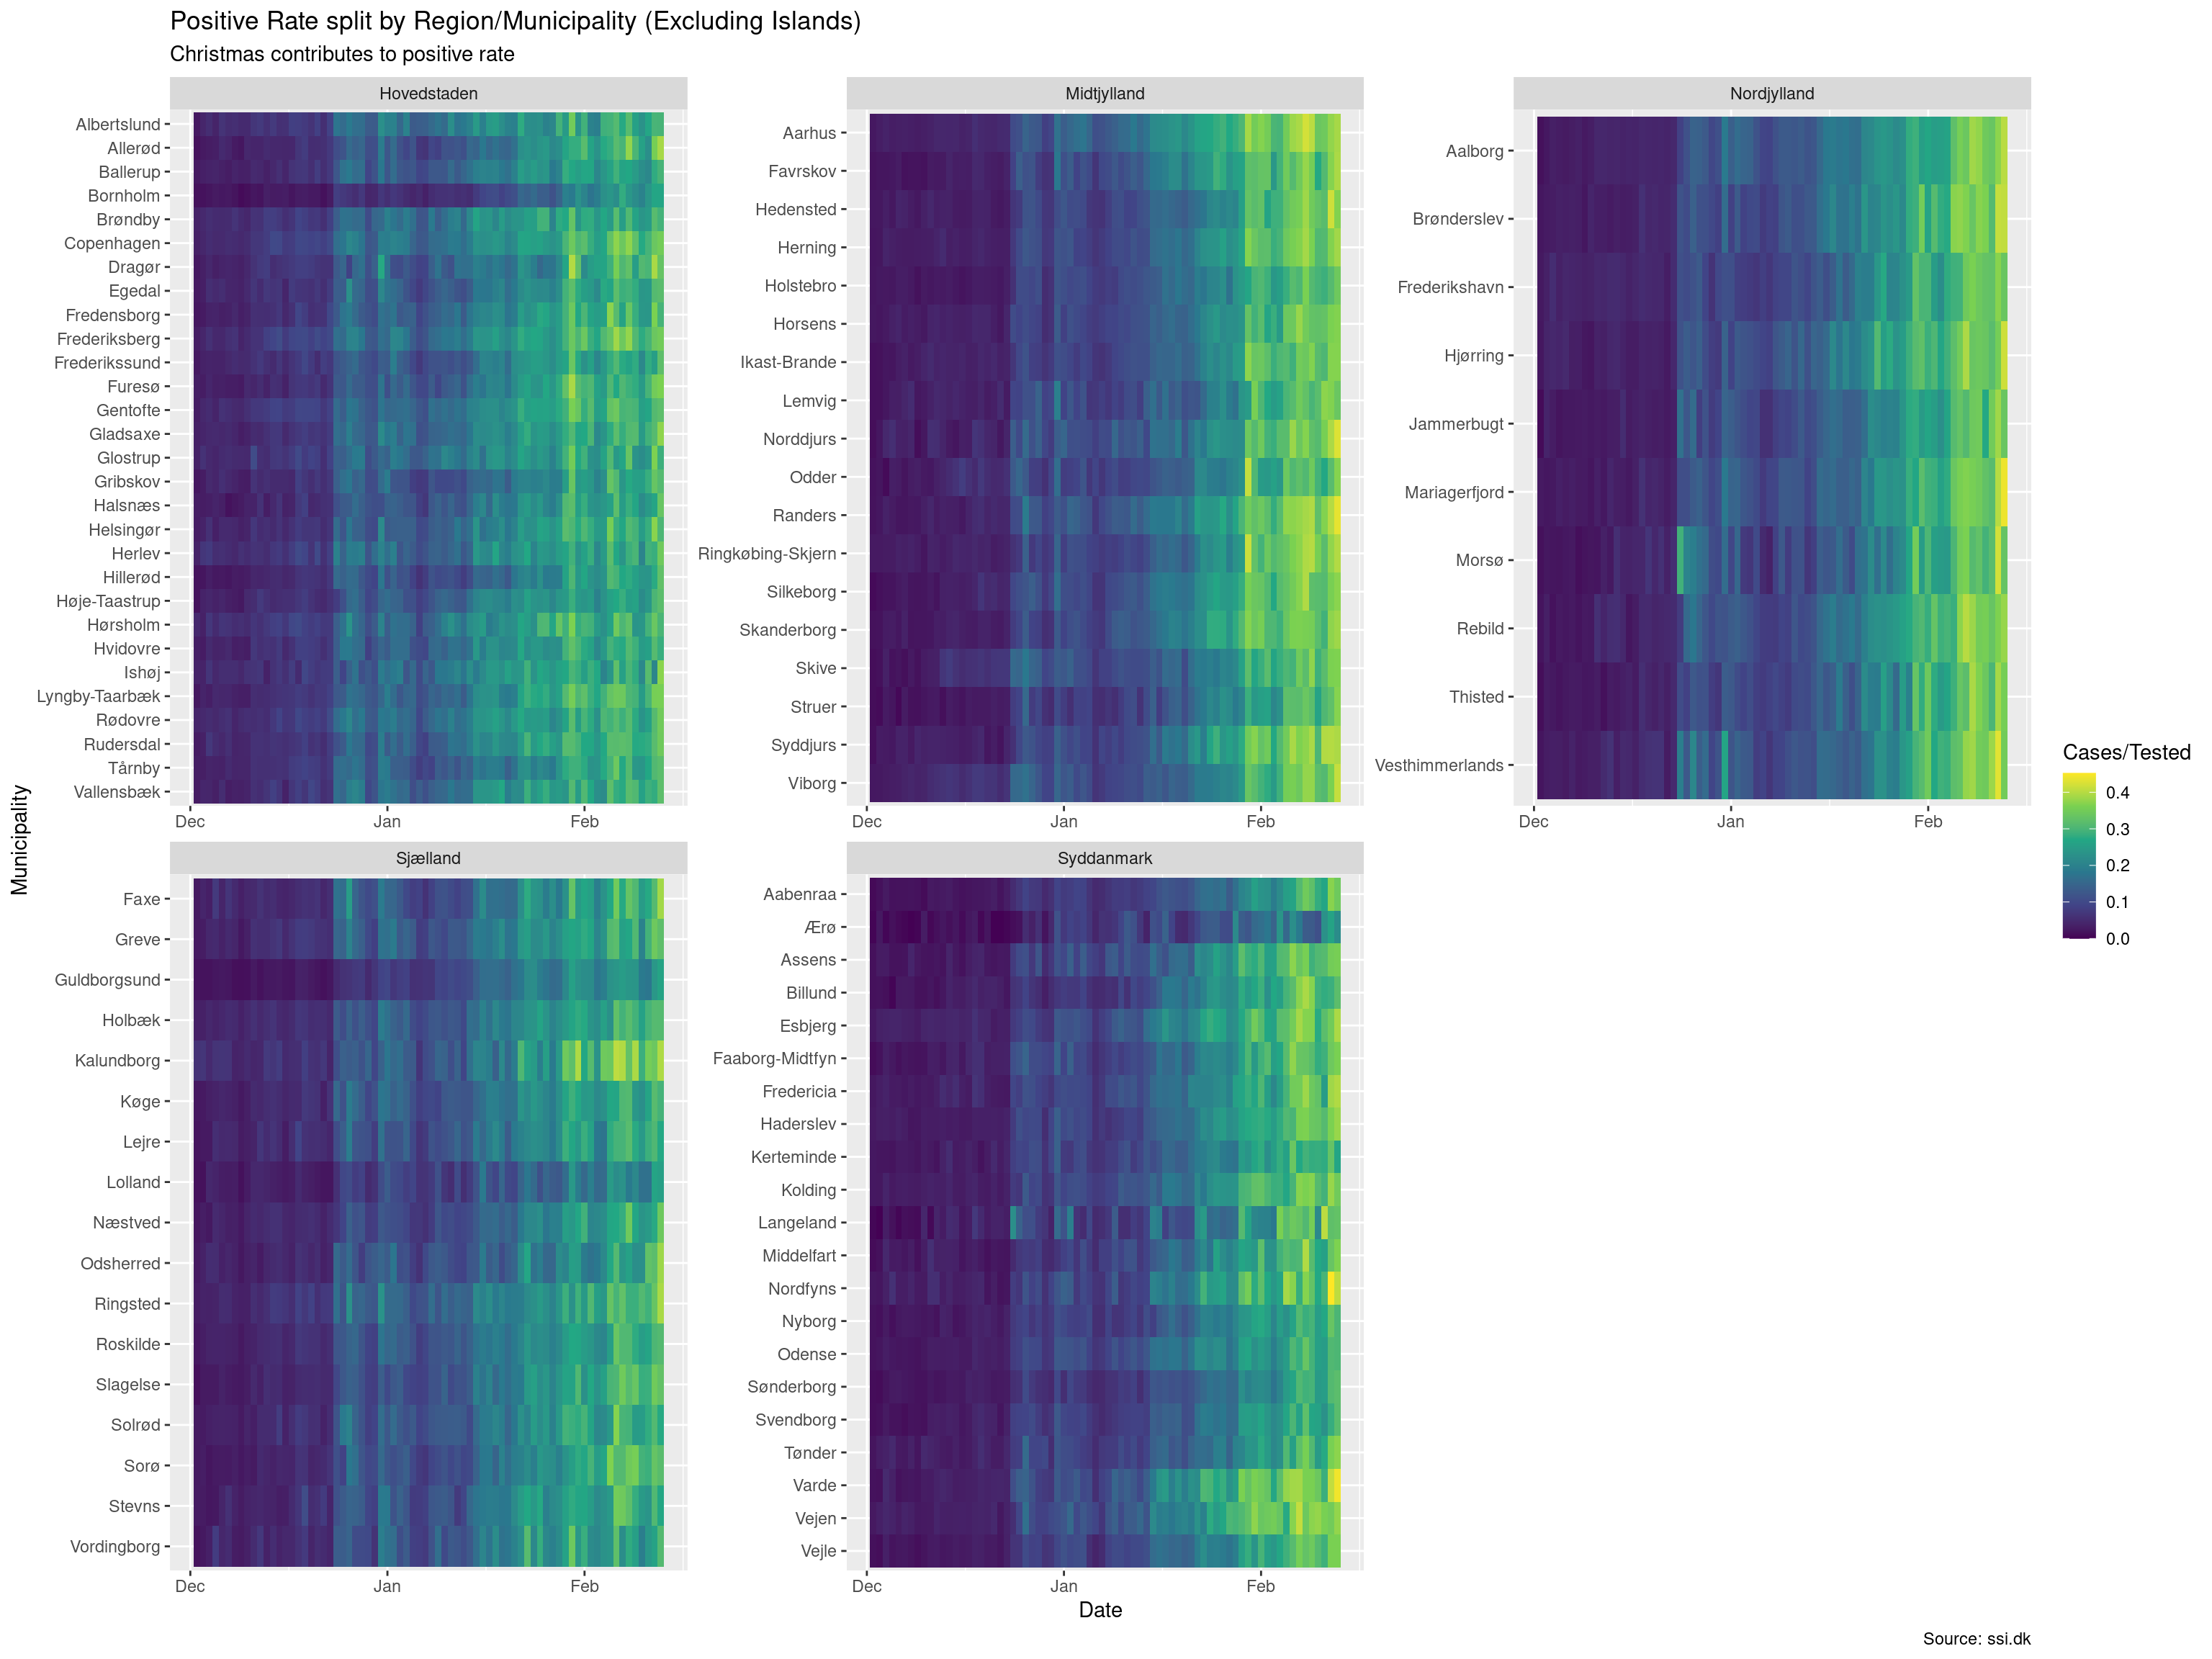 Positive Rate split by Region/Municipality (Excluding Islands)
Christmas contributes to positive rate
Municipality
Hovedstaden
Albertslund
Allerød
Ballerup
Bornholm
Brøndby
Copenhagen
Dragør
Egedal
Fredensborg
Frederiksberg
Frederikssund
Furesø
Gentofte
Gladsaxe
Glostrup
Gribskov
Halsnæs
Helsingør
Herlev
Hillerød
Høje-Taastrup
Hørsholm
Hvidovre
Ishøj
Lyngby-Taarbæk
Rødovre
Rudersdal
Tårnby
Vallensbæk
Dec Jan Feb
Midtjylland
Aarhus
Favrskov
Hedensted
Herning
Holstebro
Horsens
Ikast-Brande
Lemvig
Norddjurs
Odder
Randers
Ringkøbing-Skjern
Silkeborg
Skanderborg
Skive
Struer
Syddjurs
Viborg
Dec Jan Feb
Nordjylland
Aalborg
Brønderslev
Frederikshavn
Hjørring
Jammerbugt
Mariagerfjord
Morsø
Rebild
Thisted
Vesthimmerlands
Dec Jan Feb
Sjælland
Faxe
Greve
Guldborgsund
Holbæk
Kalundborg
Køge
Lejre
Lolland
Næstved
Odsherred
Ringsted
Roskilde
Slagelse
Solrød
Sorø
Stevns
Vordingborg
Dec Jan Feb
Syddanmark
Aabenraa
Ærø
Assens
Billund
Esbjerg
Faaborg-Midtfyn
Fredericia
Haderslev
Kerteminde
Kolding
Langeland
Middelfart
Nordfyns
Nyborg
Odense
Sønderborg
Svendborg
Tønder
Varde
Vejen
Vejle
Dec Jan Feb
Date
Cases/Tested
0.4
0.3
0.2
0.1
0.0
Source: ssi.dk